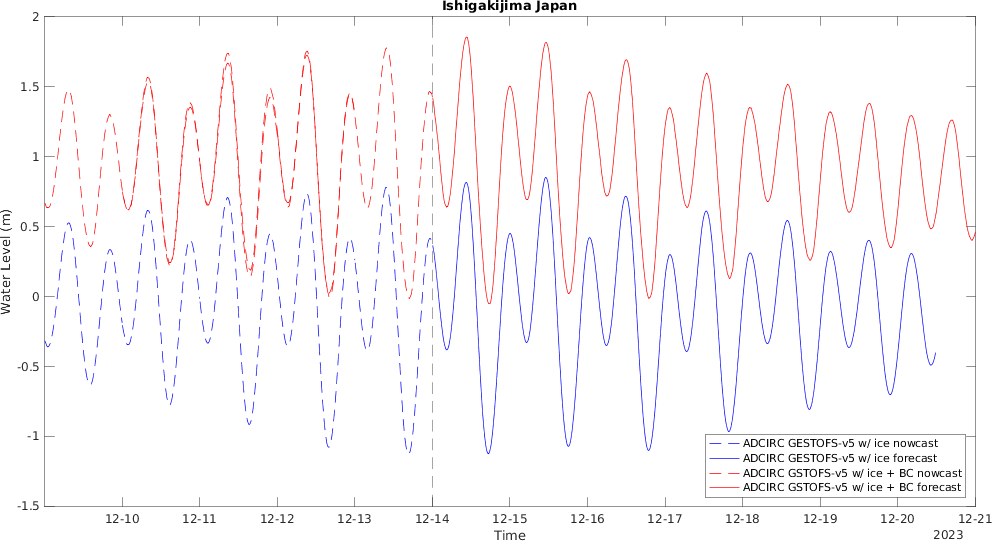 Ishigakijima Japan
2
1.5
1
0.5
0
-0.5
-1
-1.5
Water Level (m)
12-10 12-11 12-12 12-13 12-14 12-15 12-16 12-17 12-18 12-19 12-20 12-21
Time
2023
ADCIRC GESTOFS-v5 w/ ice nowcast
ADCIRC GESTOFS-v5 w/ ice forecast
ADCIRC GSTOFS-v5 w/ ice + BC nowcast
ADCIRC GSTOFS-v5 w/ ice + BC forecast